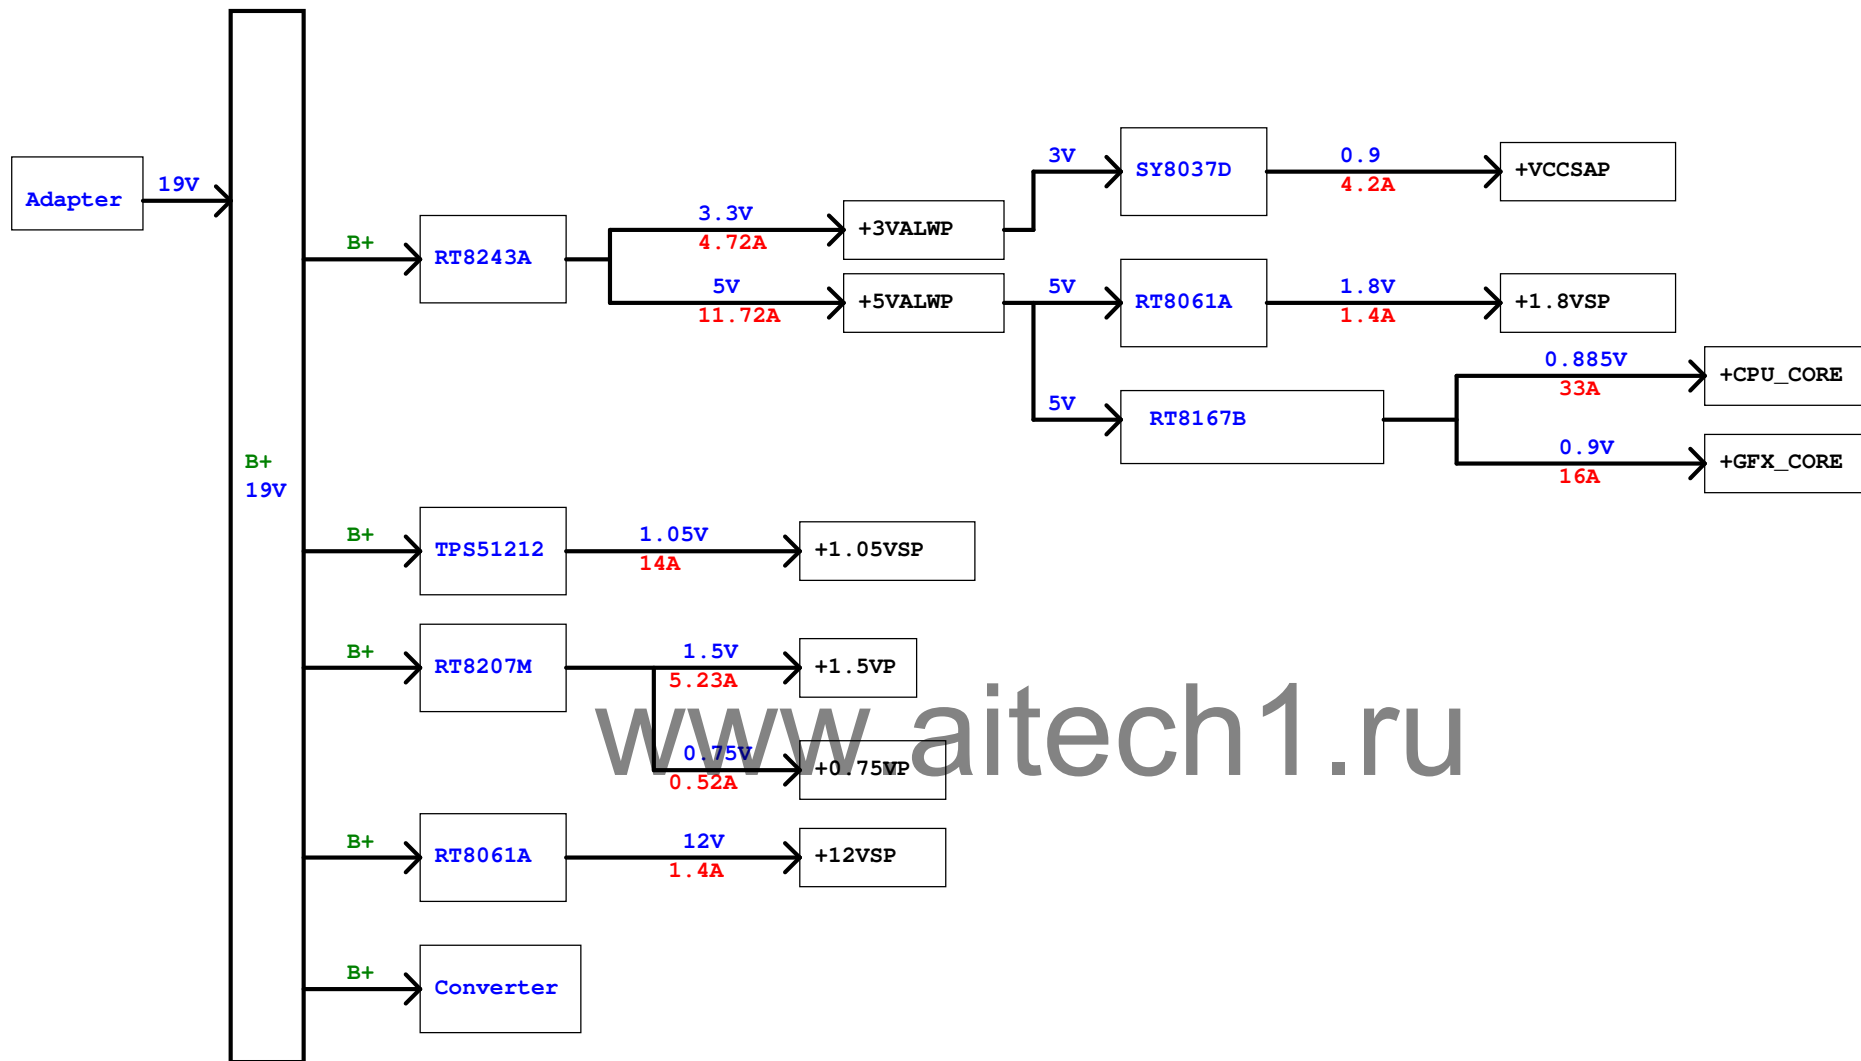 Adapter
19V
B+
19V
B+
RT8243A
3.3V
4.72A
+3VALWP
5V
11.72A
+5VALWP
3V
SY8037D
0.9
4.2A
+VCCSAP
5V
RT8061A
1.8V
1.4A
+1.8VSP
5V
RT8167B
0.885V
33A
+CPU_CORE
0.9V
16A
+GFX_CORE
B+
TPS51212
1.05V
14A
+1.05VSP
B+
RT8207M
1.5V
5.23A
+1.5VP
0.75V
0.52A
+0.75VP
www.aitech1.ru
B+
RT8061A
12V
1.4A
+12VSP
B+
Converter